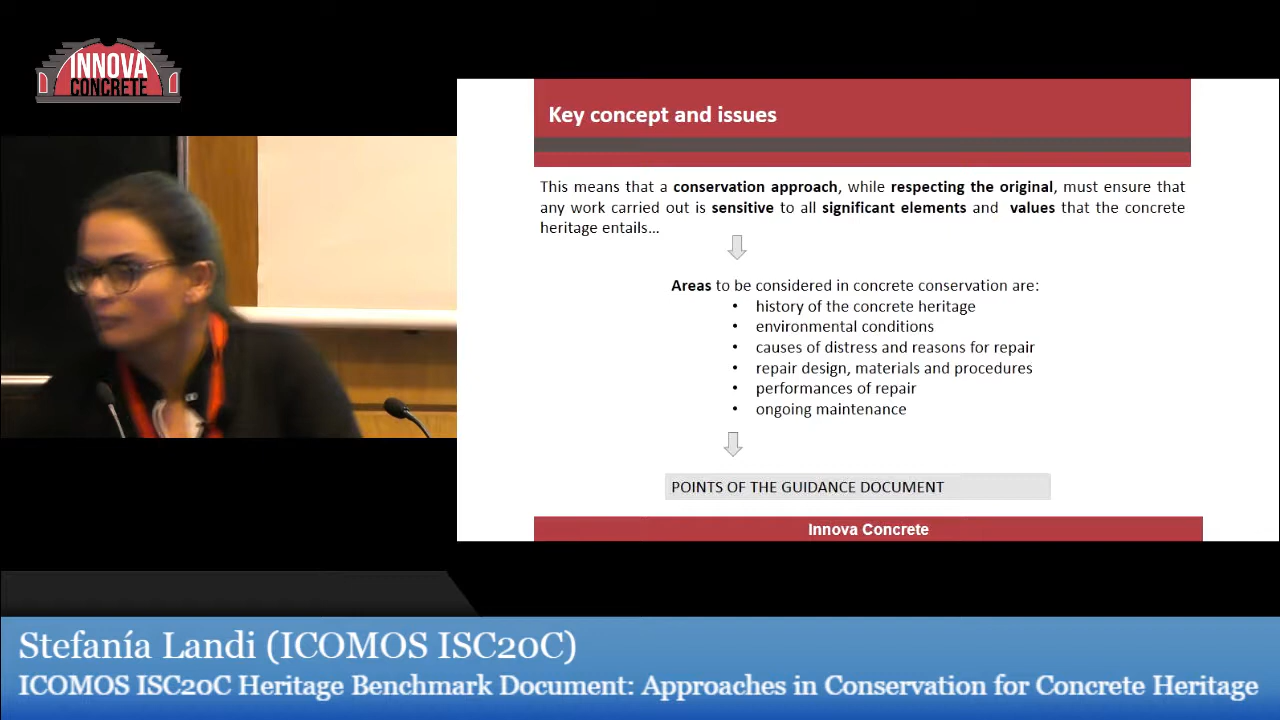 INNOVA
CONCRETE
Key concept and issues
This means that a conservation approach, while respecting the original, must ensure that
any work carried out is sensitive to all significant elements and values that the concrete
heritage entails...
Areas to be considered in concrete conservation are:
• history of the concrete heritage
• environmental conditions
• causes of distress and reasons for repair
• repair design, materials and procedures
• performances of repair
• ongoing maintenance
POINTS OF THE GUIDANCE DOCUMENT
Innova Concrete
Stefanía Landi (ICOMOS ISC20C)
ICOMOS ISC20C Heritage Benchmark Document: Approaches in Conservation for Concrete Heritage